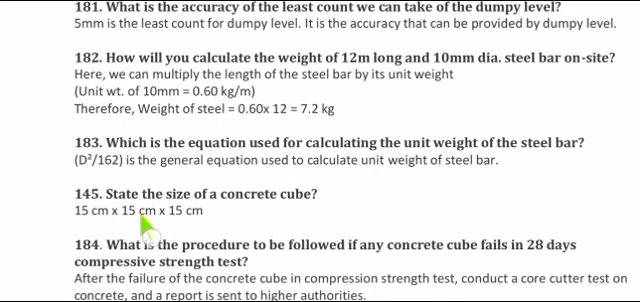 181. What is the accuracy of the least count we can take of the dumpy level?
5mm is the least count for dumpy level. It is the accuracy that can be provided by dumpy level.
182. How will you calculate the weight of 12m long and 10mm dia. steel bar on-site?
Here, we can multiply the length of the steel bar by its unit weight
(Unit wt. of 10mm = 0.60 kg/m)
Therefore, Weight of steel = 0.60x 12 = 7.2 kg
183. Which is the equation used for calculating the unit weight of the steel bar?
(D²/162) is the general equation used to calculate unit weight of steel bar.
145. State the size of a concrete cube?
15 cm x 15 cm x 15 cm
184. What is the procedure to be followed if any concrete cube fails in 28 days
compressive strength test?
After the failure of the concrete cube in compression strength test, conduct a core cutter test on
concrete, and a report is sent to higher authorities.